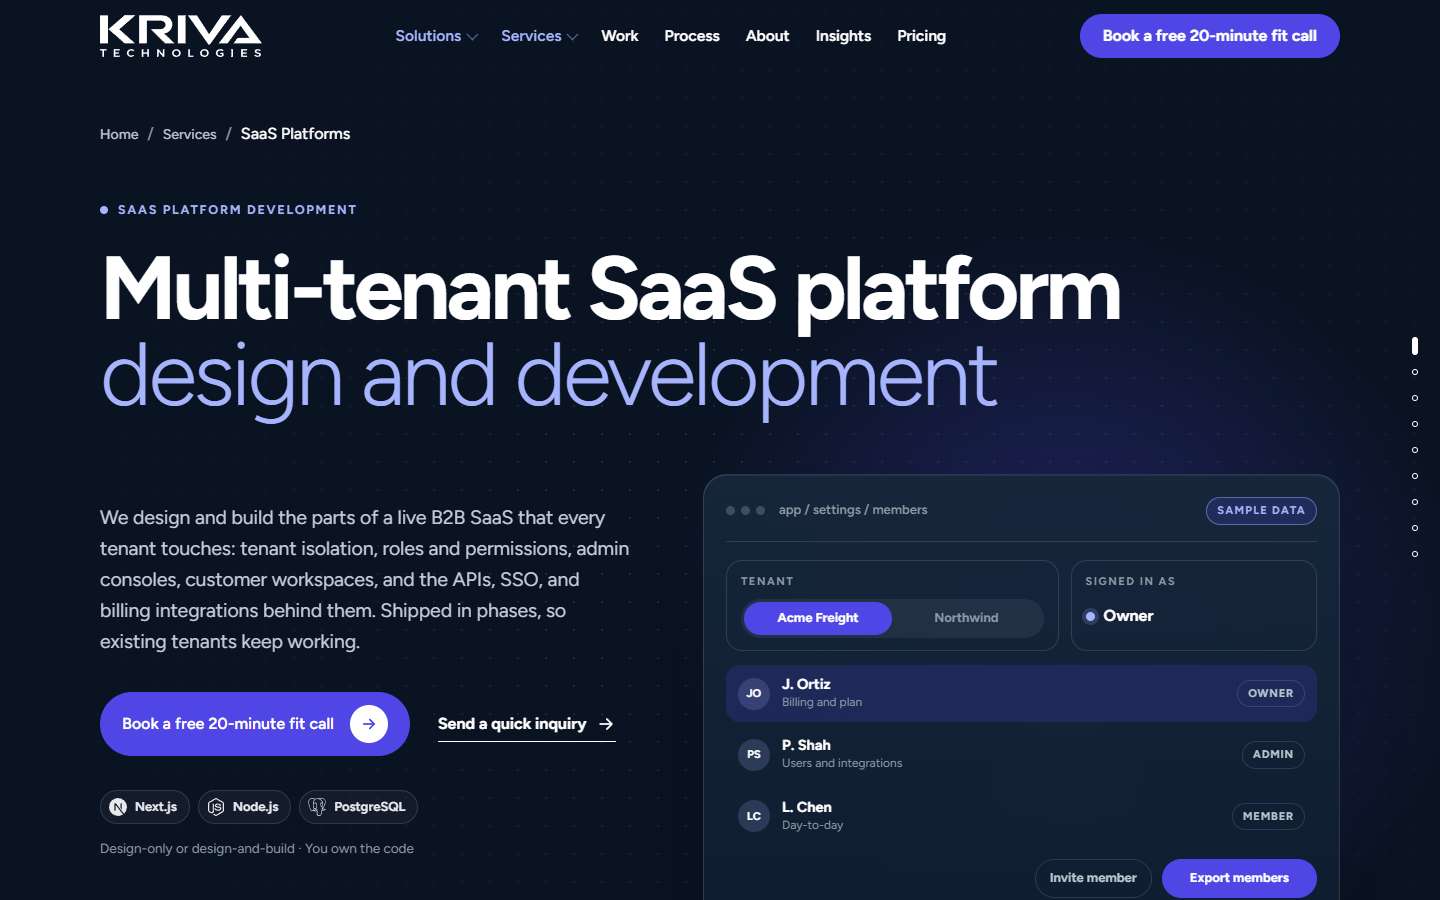 KRIVA
TECHNOLOGIES
Solutions
Services
Work
Process
About
Insights
Pricing
Book a free 20-minute fit call
Home / Services / SaaS Platforms
SAAS PLATFORM DEVELOPMENT
Multi-tenant SaaS platform
design and development
We design and build the parts of a live B2B SaaS that every
tenant touches: tenant isolation, roles and permissions, admin
consoles, customer workspaces, and the APIs, SSO, and
billing integrations behind them. Shipped in phases, so
existing tenants keep working.
Book a free 20-minute fit call
Send a quick inquiry
Next.js
Node.js
PostgreSQL
Design-only or design-and-build · You own the code
app / settings / members
SAMPLE DATA
TENANT
Acme Freight
Northwind
SIGNED IN AS
Owner
JO
J. Ortiz
Billing and plan
OWNER
PS
P. Shah
Users and integrations
ADMIN
LC
L. Chen
Day-to-day
MEMBER
Invite member
Export members